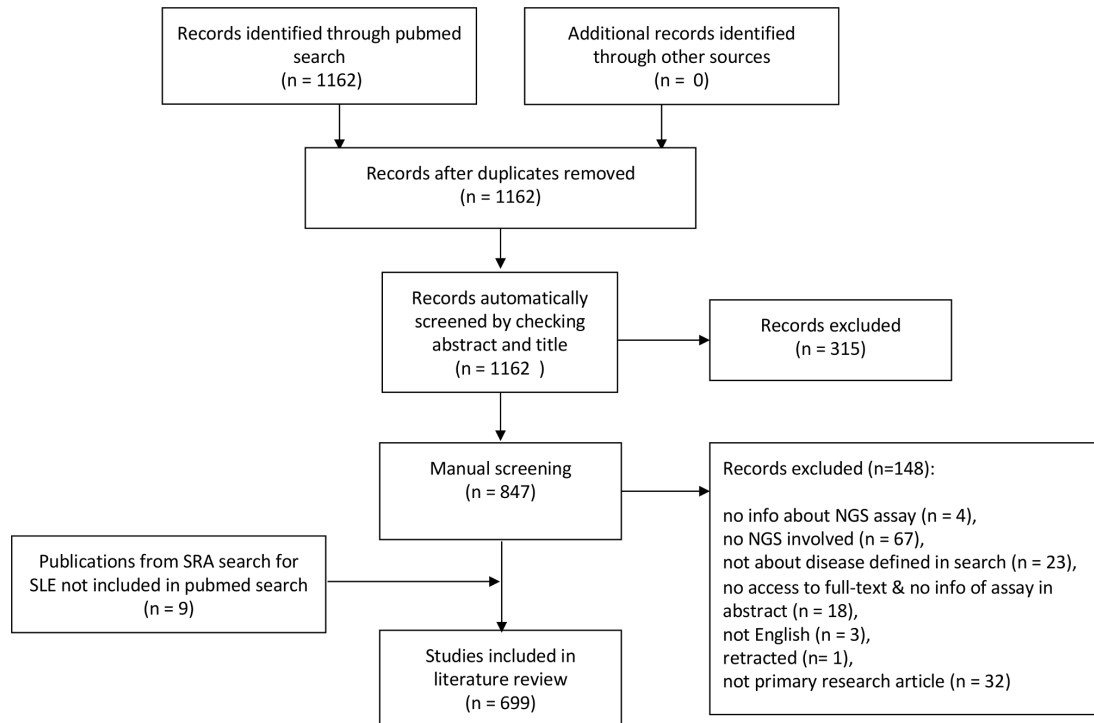 Records identified through pubmed
search
(n = 1162)
Additional records identified
through other sources
(n =  0)
Records after duplicates removed
(n = 1162)
Records automatically
screened by checking
abstract and title
(n = 1162  )
Records excluded
(n = 315)
Manual screening
(n = 847)
Records excluded (n=148):
no info about NGS assay (n = 4),
no NGS involved (n = 67),
not about disease defined in search (n = 23),
no access to full-text & no info of assay in
abstract (n = 18),
not English (n = 3),
retracted (n= 1),
not primary research article (n = 32)
Publications from SRA search for
SLE not included in pubmed search
(n = 9)
Studies included in
literature review
(n = 699)